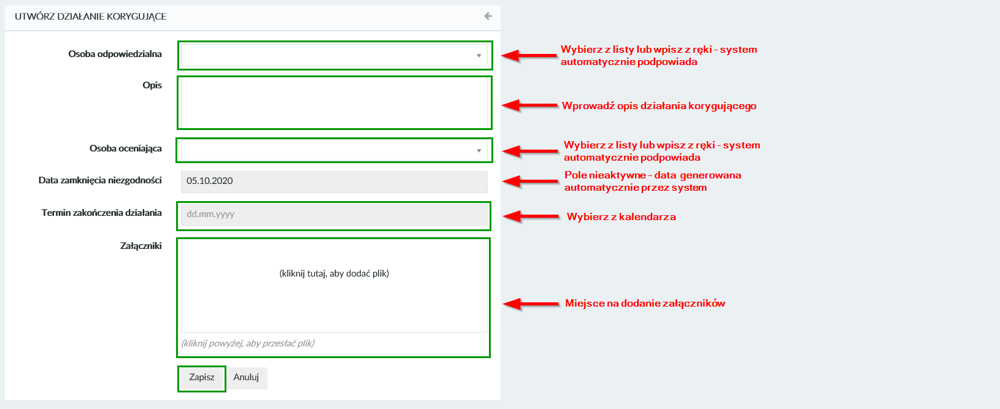 UTWÓRZ DZIAŁANIE KORYGUJĄCE
Osoba odpowiedzialna
Wybierz z listy lub wpisz z ręki - system
automatycznie podpowiada
Opis
Wprowadź opis działania korygującego
Osoba oceniająca
Wybierz z listy lub wpisz z ręki - system
automatycznie podpowiada
Data zamknięcia niezgodności
05.10.2020
Pole nieaktywne - data generowana
automatycznie przez system
Termin zakończenia działania
dd.mm.yyyy
Wybierz z kalendarza
Załączniki
(kliknij tutaj, aby dodać plik)
Miejsce na dodanie załączników
(kliknij powyżej, aby przesłać plik)
Zapisz
Anuluj